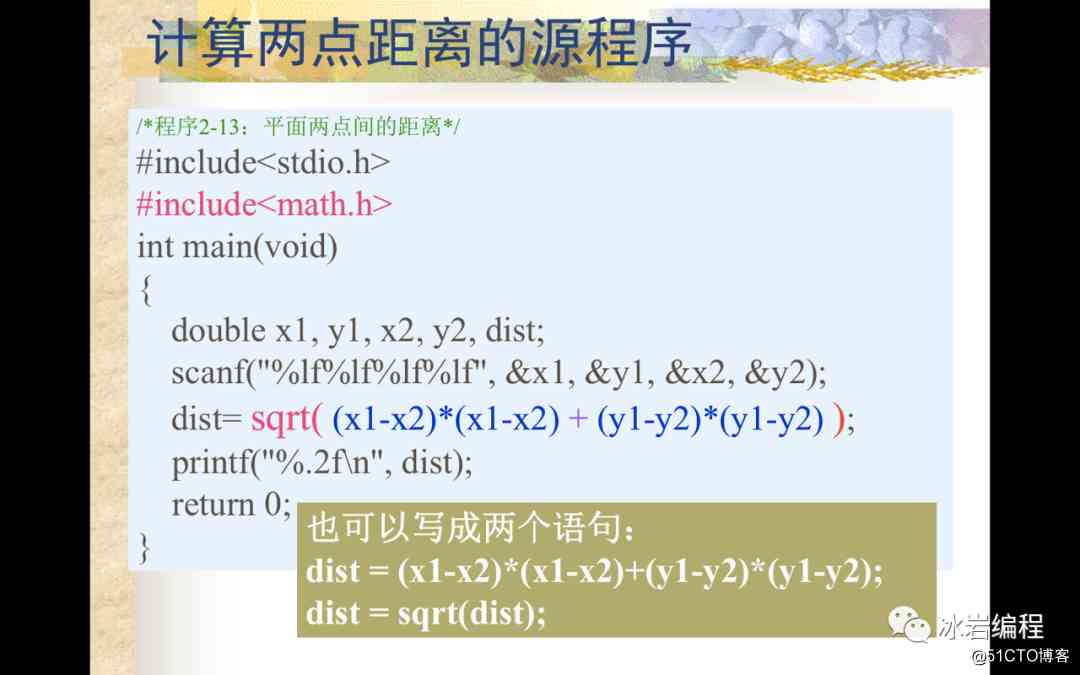 计算两点距离的源程序
/*程序2-13：平面两点间的距离*/
#include<stdio.h>
#include<math.h>
int main(void)
{
double x1, y1, x2, y2, dist;
scanf("%lf%lf%lf%lf", &x1, &y1, &x2, &y2);
dist= sqrt( (x1-x2)*(x1-x2) + (y1-y2)*(y1-y2) );
printf("%.2f\n", dist);
return 0;
}
也可以写成两个语句：
dist = (x1-x2)*(x1-x2)+(y1-y2)*(y1-y2);
dist = sqrt(dist);
冰岩编程
@51CTO博客